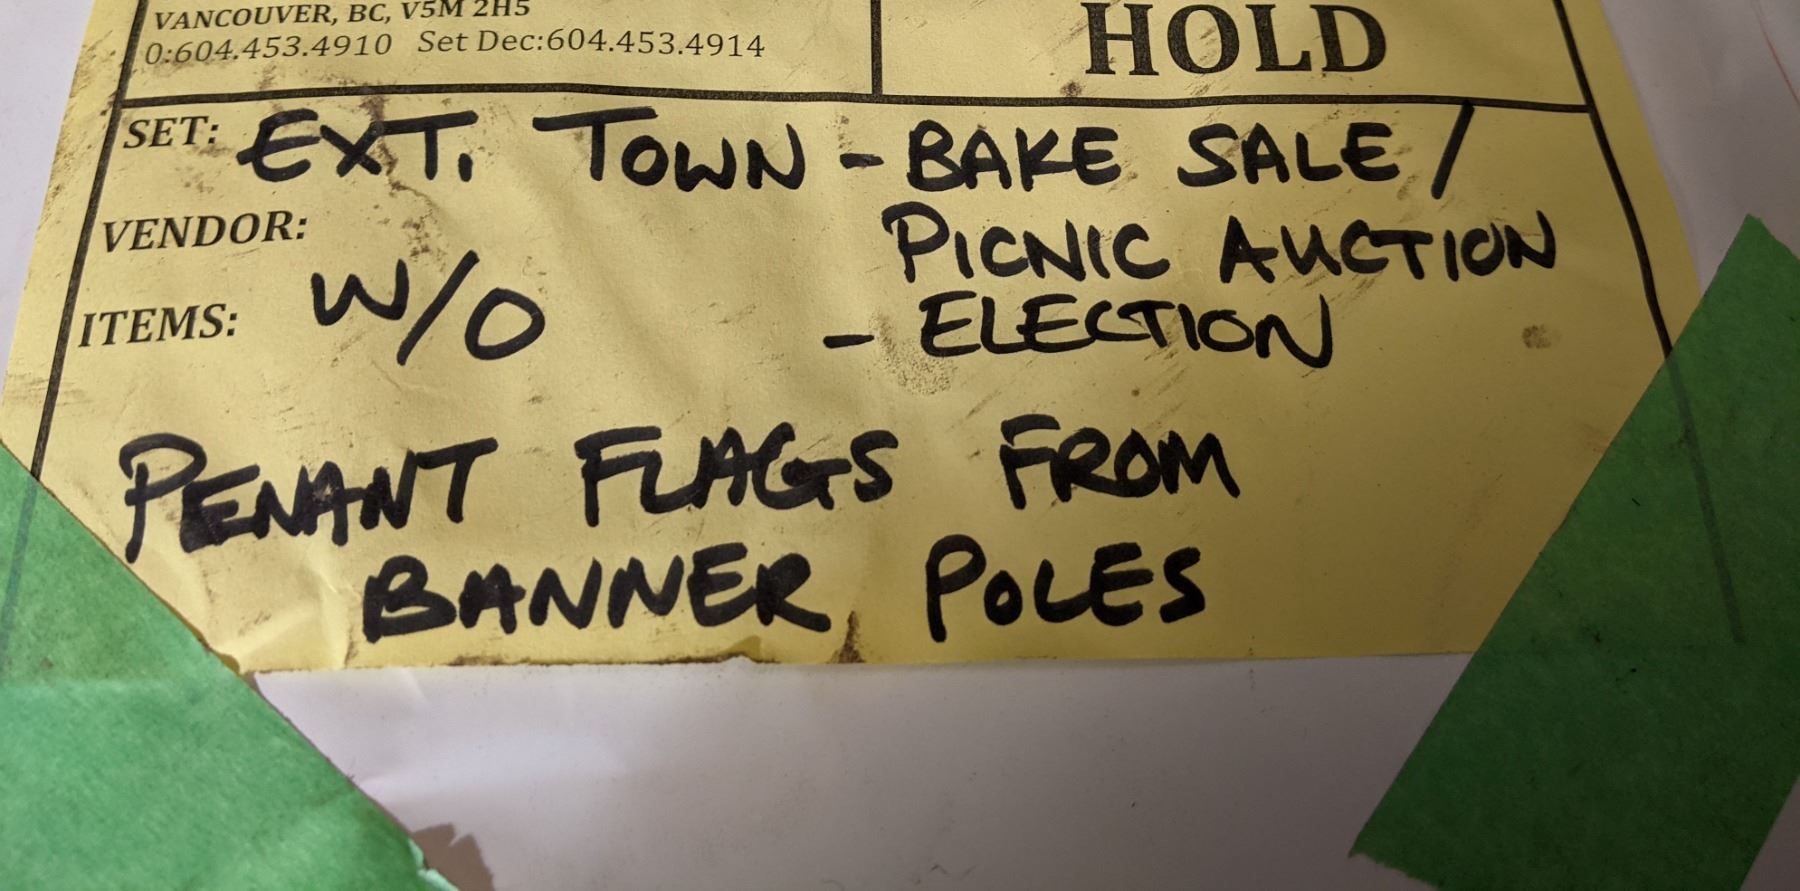 VANCOUVER, BC, V5M 2H5
O:604.453.4910 Set Dec:604.453.4914
HOLD
SET: EXT. TOWN - BAKE SALE /
PICNIC AUCTION
- ELECTION
VENDOR:
ITEMS: W/O
PENANT FLAGS FROM
BANNER POLES